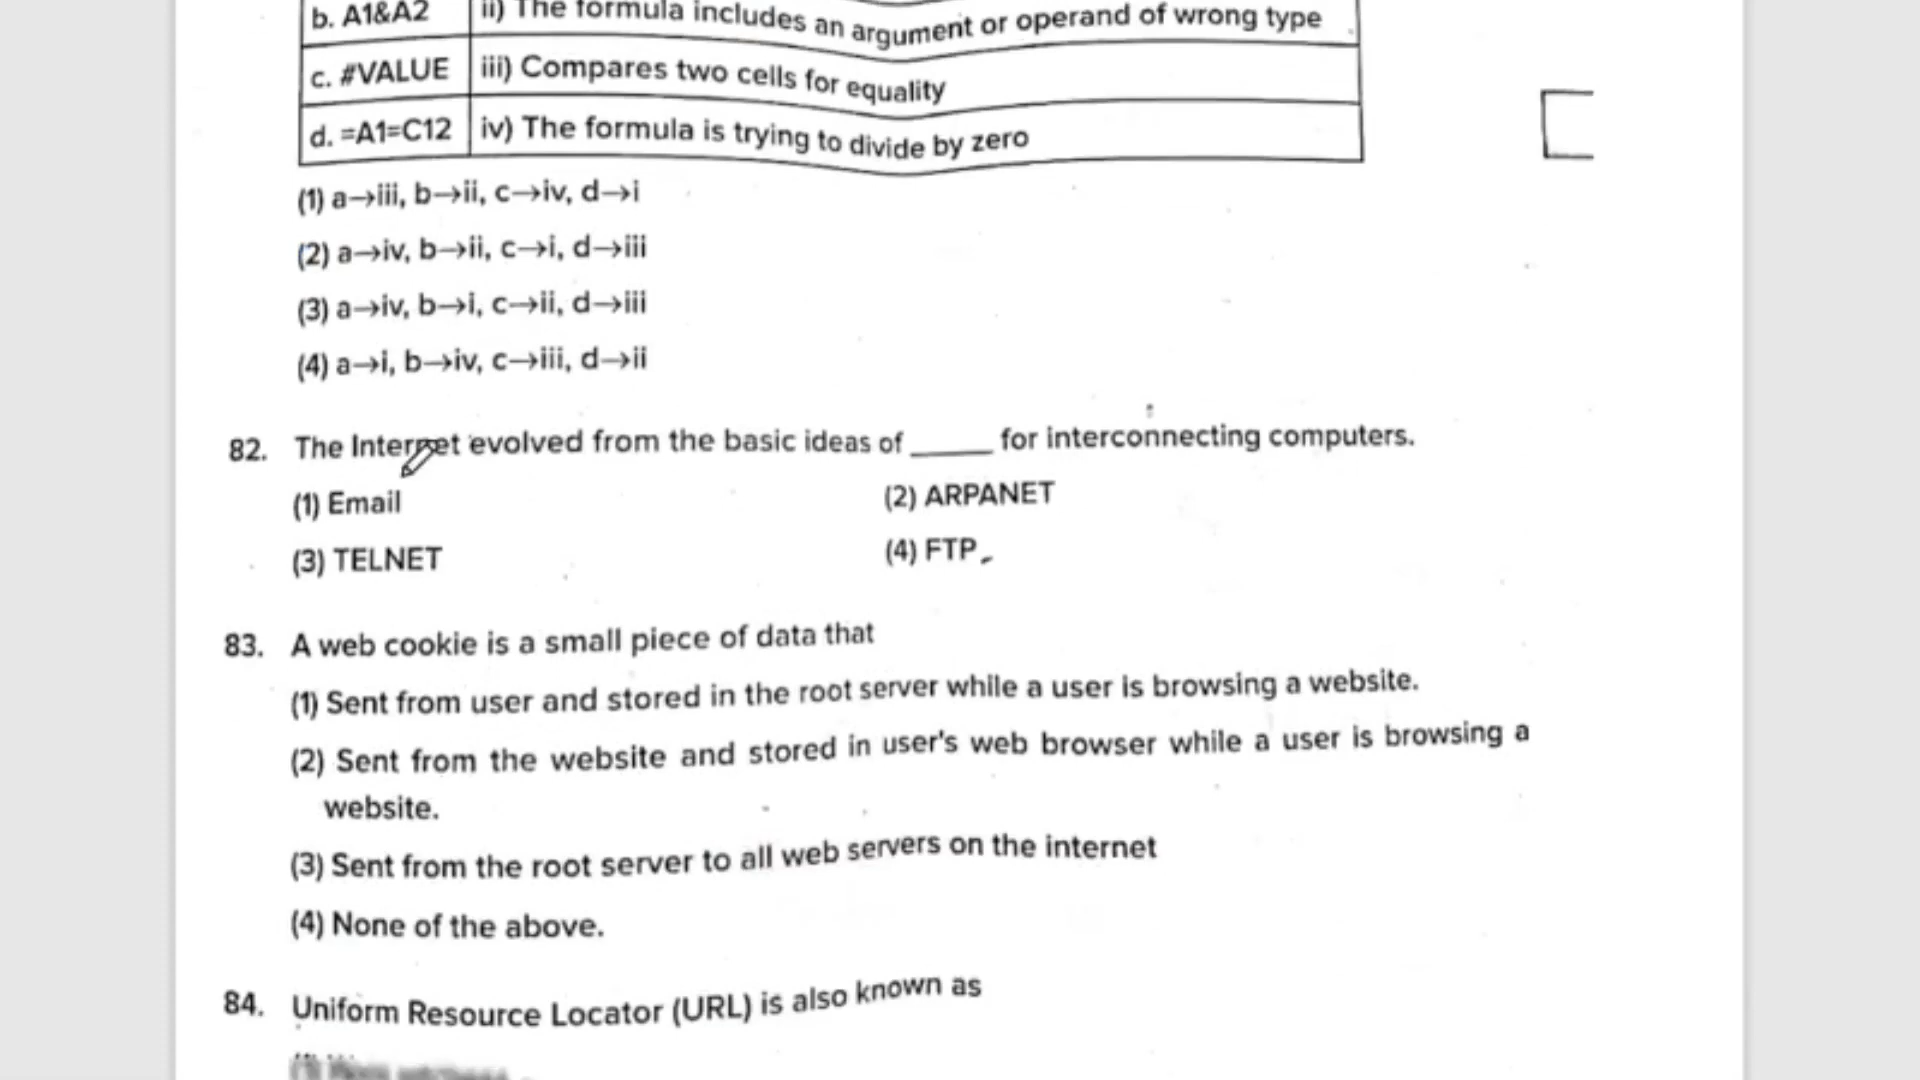 b. A1&A2 ii) The formula includes an argument or operand of wrong type
c. #VALUE iii) Compares two cells for equality
d. =A1=C12 iv) The formula is trying to divide by zero
(1) a→iii, b→ii, c→iv, d→i
(2) a→iv, b→ii, c→i, d→iii
(3) a→iv, b→i, c→ii, d→iii
(4) a→i, b→iv, c→iii, d→ii
82. The Internet evolved from the basic ideas of _____ for interconnecting computers.
(1) Email (2) ARPANET
(3) TELNET (4) FTP
83. A web cookie is a small piece of data that
(1) Sent from user and stored in the root server while a user is browsing a website.
(2) Sent from the website and stored in user's web browser while a user is browsing a
website.
(3) Sent from the root server to all web servers on the internet
(4) None of the above.
84. Uniform Resource Locator (URL) is also known as